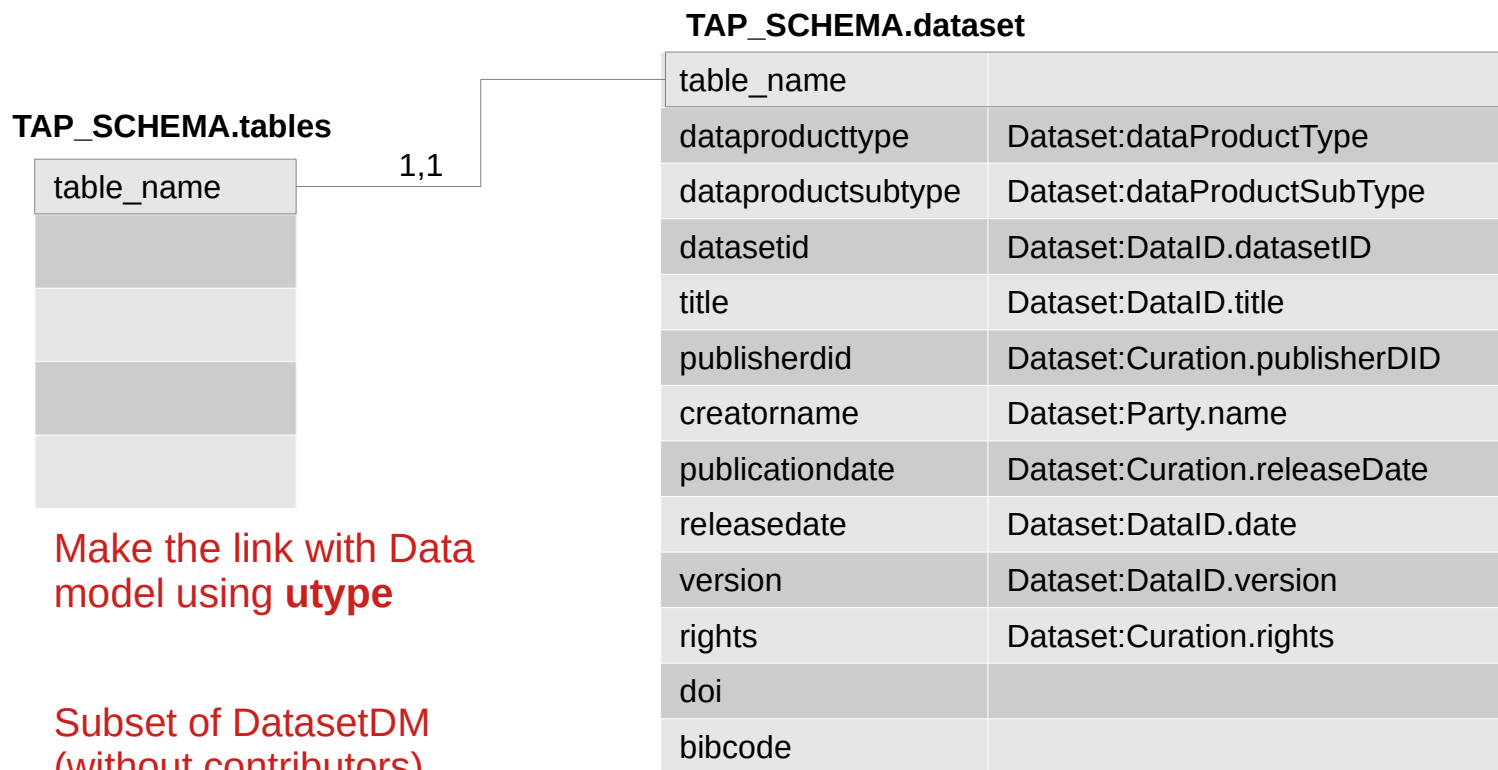 TAP_SCHEMA.dataset
TAP_SCHEMA.tables
table_name
1,1
table_name
dataproducttype Dataset:dataProductType
dataproductsubtype Dataset:dataProductSubType
datasetid Dataset:DataID.datasetID
title Dataset:DataID.title
publisherdid Dataset:Curation.publisherDID
creatorname Dataset:Party.name
publicationdate Dataset:Curation.releaseDate
releasedate Dataset:DataID.date
version Dataset:DataID.version
rights Dataset:Curation.rights
doi
bibcode
Make the link with Data
model using utype
Subset of DatasetDM
(without contributors)